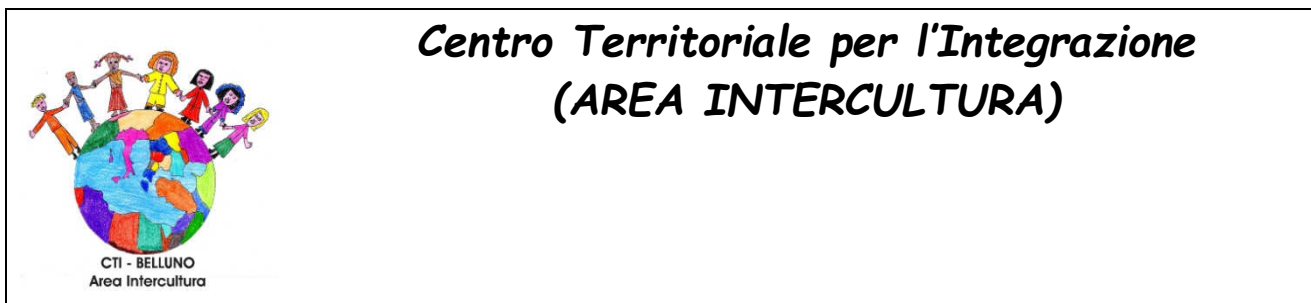 Centro Territoriale per l'Integrazione
(AREA INTERCULTURA)
CTI - BELLUNO
Area Intercultura